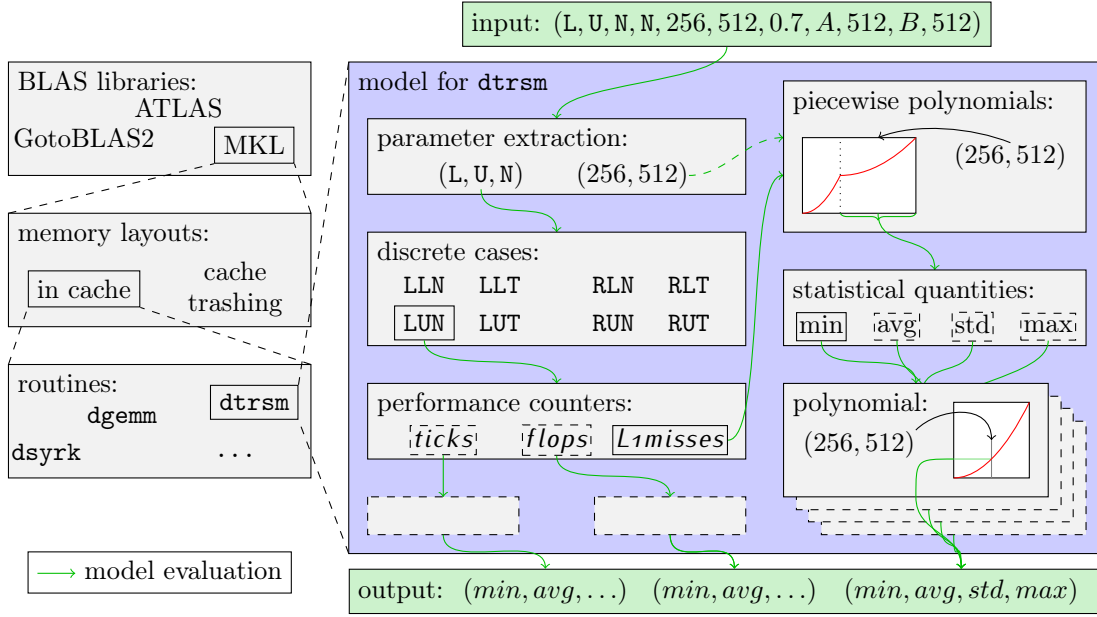 input: (L, U, N, N, 256, 512, 0.7, A, 512, B, 512)
BLAS libraries:
ATLAS
GotoBLAS2
MKL
memory layouts:
in cache
cache
trashing
routines:
dgemm
dtrsm
dsyrk
...
model evaluation
model for dtrsm
parameter extraction:
(L, U, N) (256, 512)
discrete cases:
LLN LLT RLN RLT
LUN LUT RUN RUT
performance counters:
ticks flops L1misses
piecewise polynomials:
(256, 512)
statistical quantities:
min avg std max
polynomial:
(256, 512)
output: (min, avg, . . .) (min, avg, . . .) (min, avg, std, max)